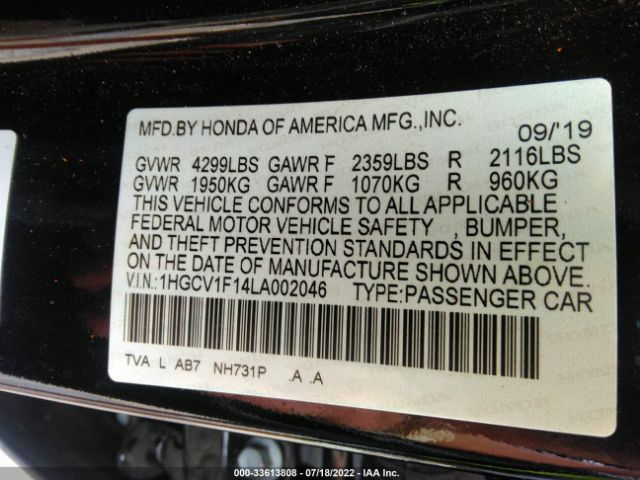 MFD.BY HONDA OF AMERICA MFG.,INC. 09/'19
GVWR 4299LBS GAWR F 2359LBS R 2116LBS
GVWR 1950KG GAWR F 1070KG R 960KG
THIS VEHICLE CONFORMS TO ALL APPLICABLE
FEDERAL MOTOR VEHICLE SAFETY , BUMPER,
AND THEFT PREVENTION STANDARDS IN EFFECT
ON THE DATE OF MANUFACTURE SHOWN ABOVE.
V.I.N.:1HGCV1F14LA002046 TYPE:PASSENGER CAR
TVA L AB7 NH731P .A .A
000-33613808 - 07/18/2022 - IAA Inc.